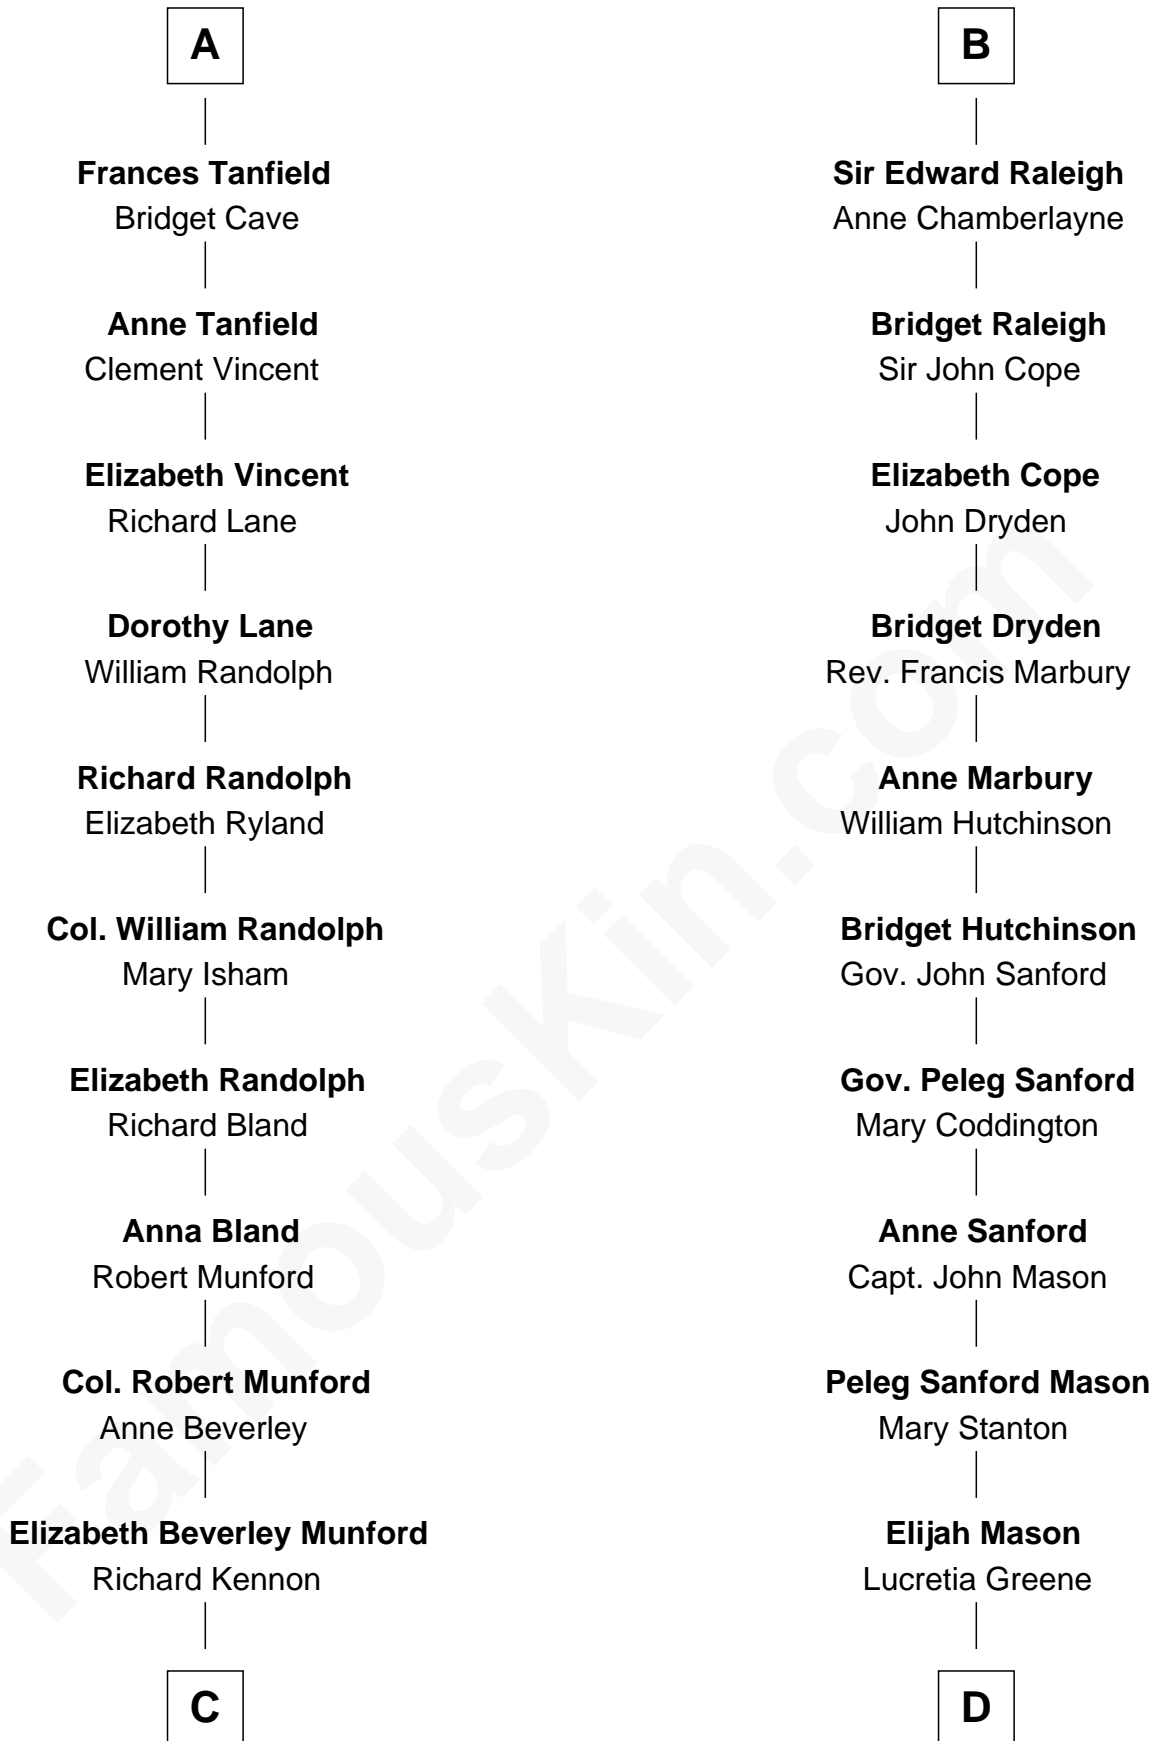 A
Frances Tanfield
Bridget Cave
Anne Tanfield
Clement Vincent
Elizabeth Vincent
Richard Lane
Dorothy Lane
William Randolph
Richard Randolph
Elizabeth Ryland
Col. William Randolph
Mary Isham
Elizabeth Randolph
Richard Bland
Anna Bland
Robert Munford
Col. Robert Munford
Anne Beverley
Elizabeth Beverley Munford
Richard Kennon
C
B
Sir Edward Raleigh
Anne Chamberlayne
Bridget Raleigh
Sir John Cope
Elizabeth Cope
John Dryden
Bridget Dryden
Rev. Francis Marbury
Anne Marbury
William Hutchinson
Bridget Hutchinson
Gov. John Sanford
Gov. Peleg Sanford
Mary Coddington
Anne Sanford
Capt. John Mason
Peleg Sanford Mason
Mary Stanton
Elijah Mason
Lucretia Greene
D
FamousKin.com